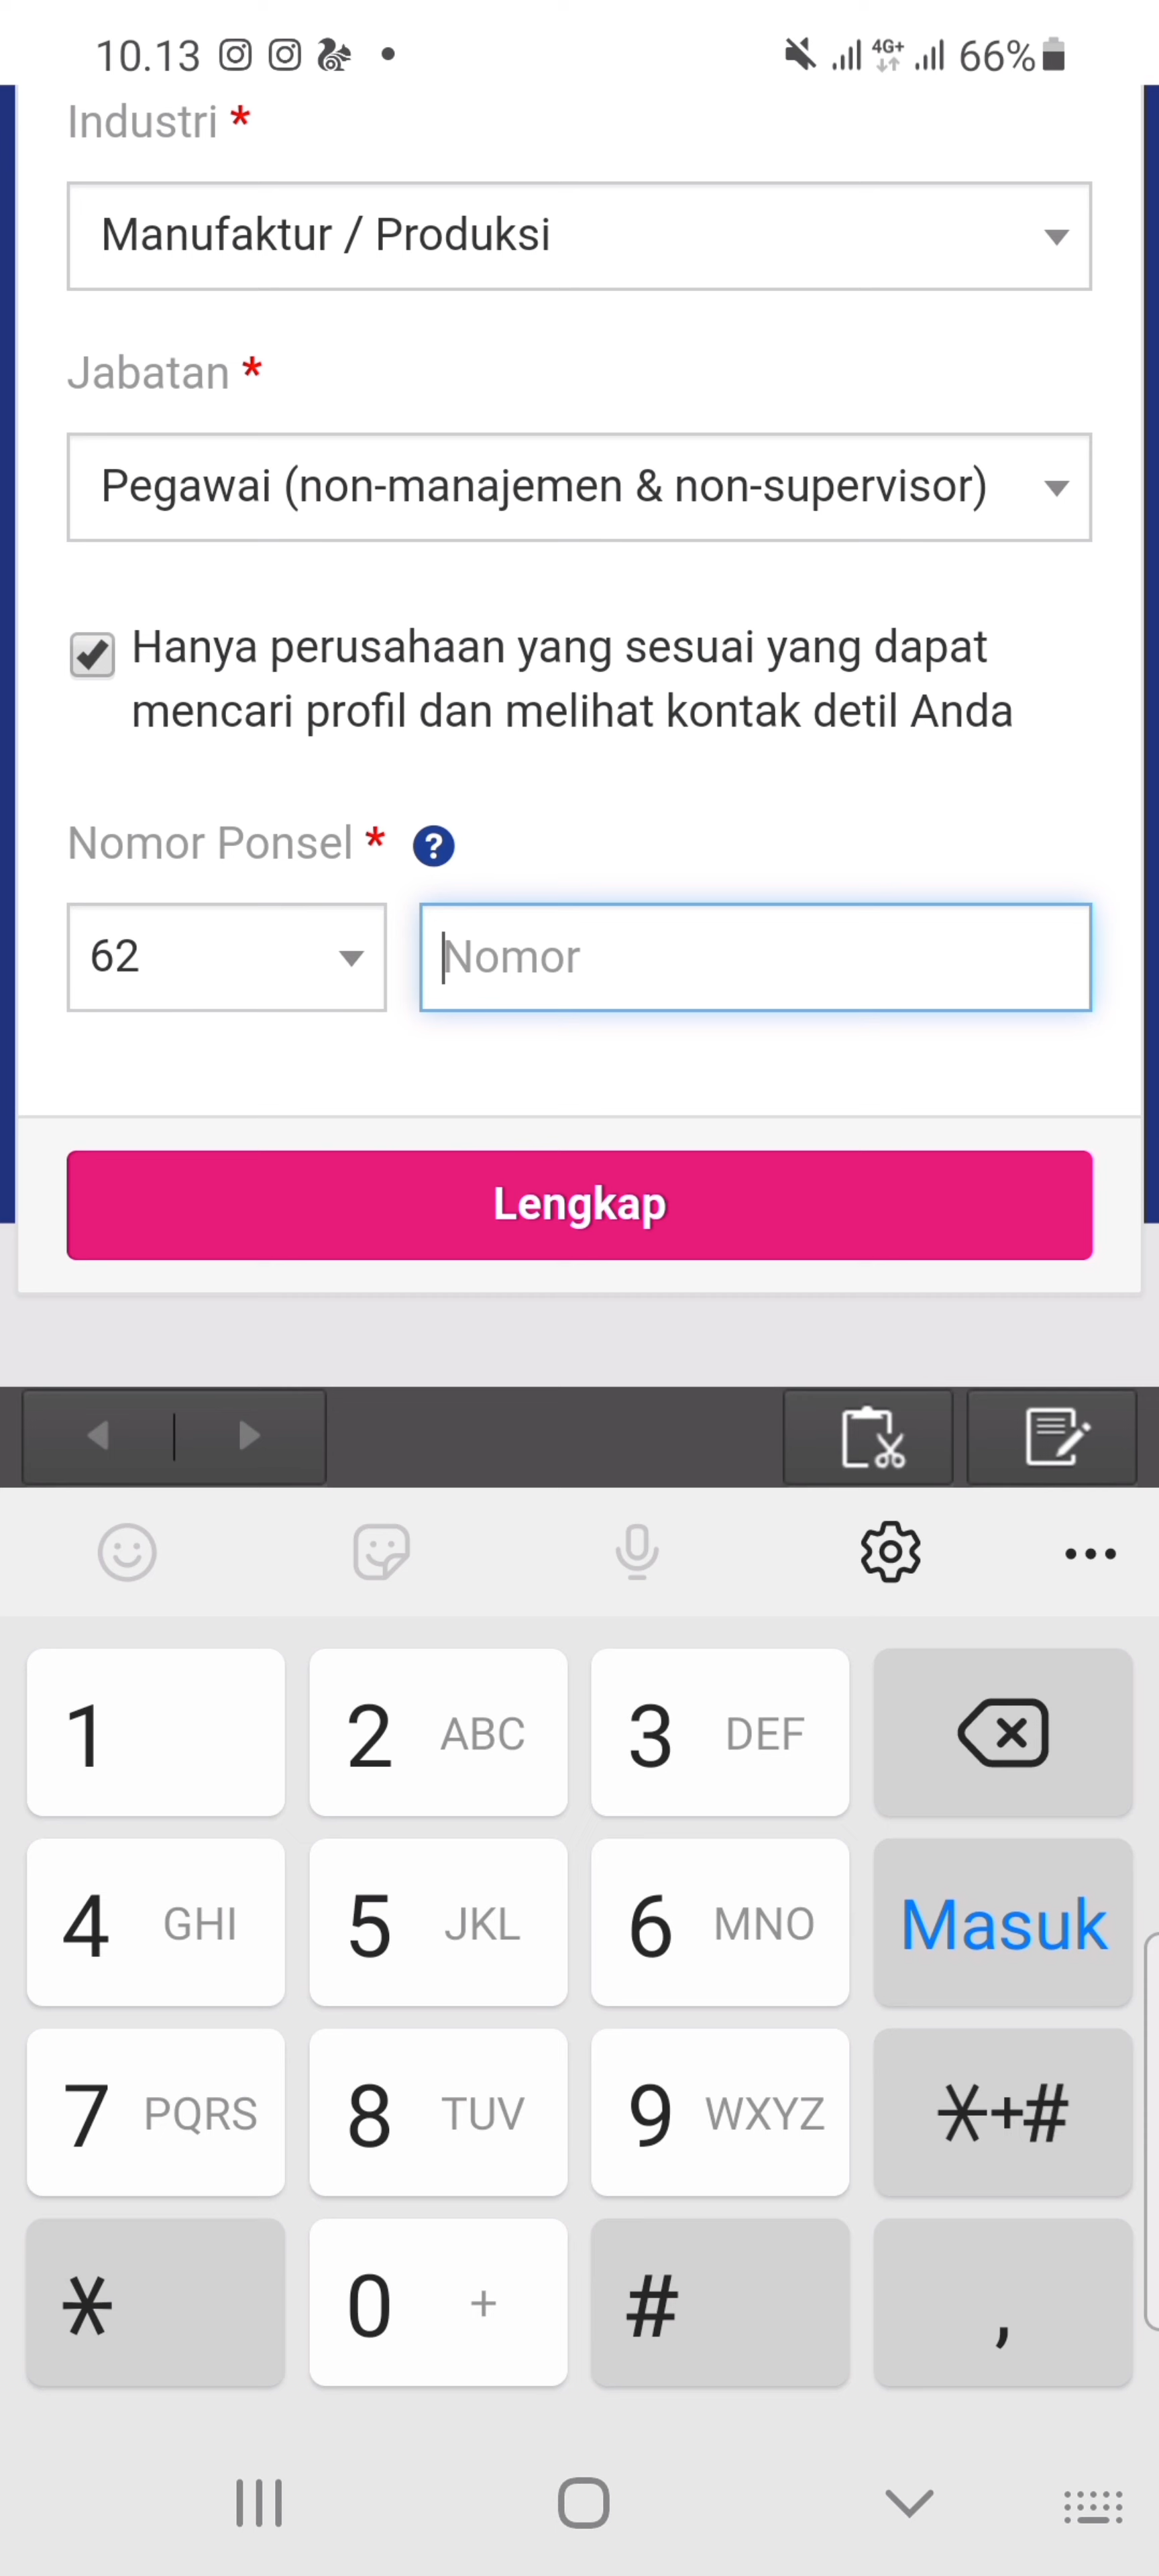 10.13 4G+ 66%
Industri *
Manufaktur / Produksi
Jabatan *
Pegawai (non-manajemen & non-supervisor)
Hanya perusahaan yang sesuai yang dapat
mencari profil dan melihat kontak detil Anda
Nomor Ponsel * ?
62 Nomor
Lengkap
1 2 ABC 3 DEF
4 GHI 5 JKL 6 MNO Masuk
7 PQRS 8 TUV 9 WXYZ *+#
* 0 + # ,